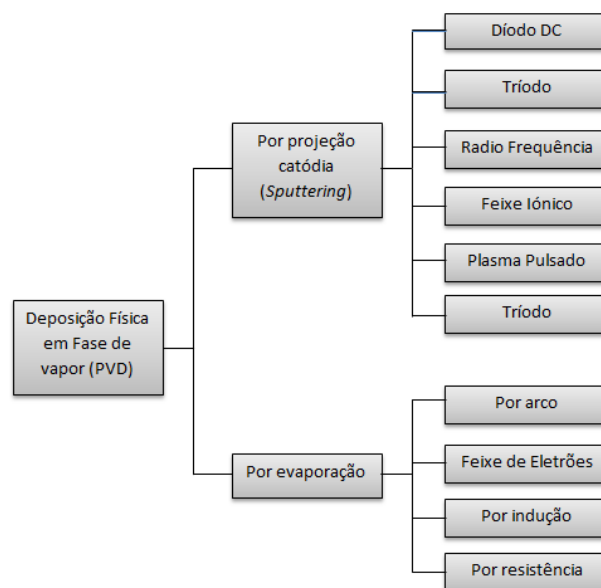 Deposição Física
em Fase de
vapor (PVD)
Por projeção
catódia
(Sputtering)
Díodo DC
Tríodo
Radio Frequência
Feixe Iónico
Plasma Pulsado
Tríodo
Por evaporação
Por arco
Feixe de Eletrões
Por indução
Por resistência